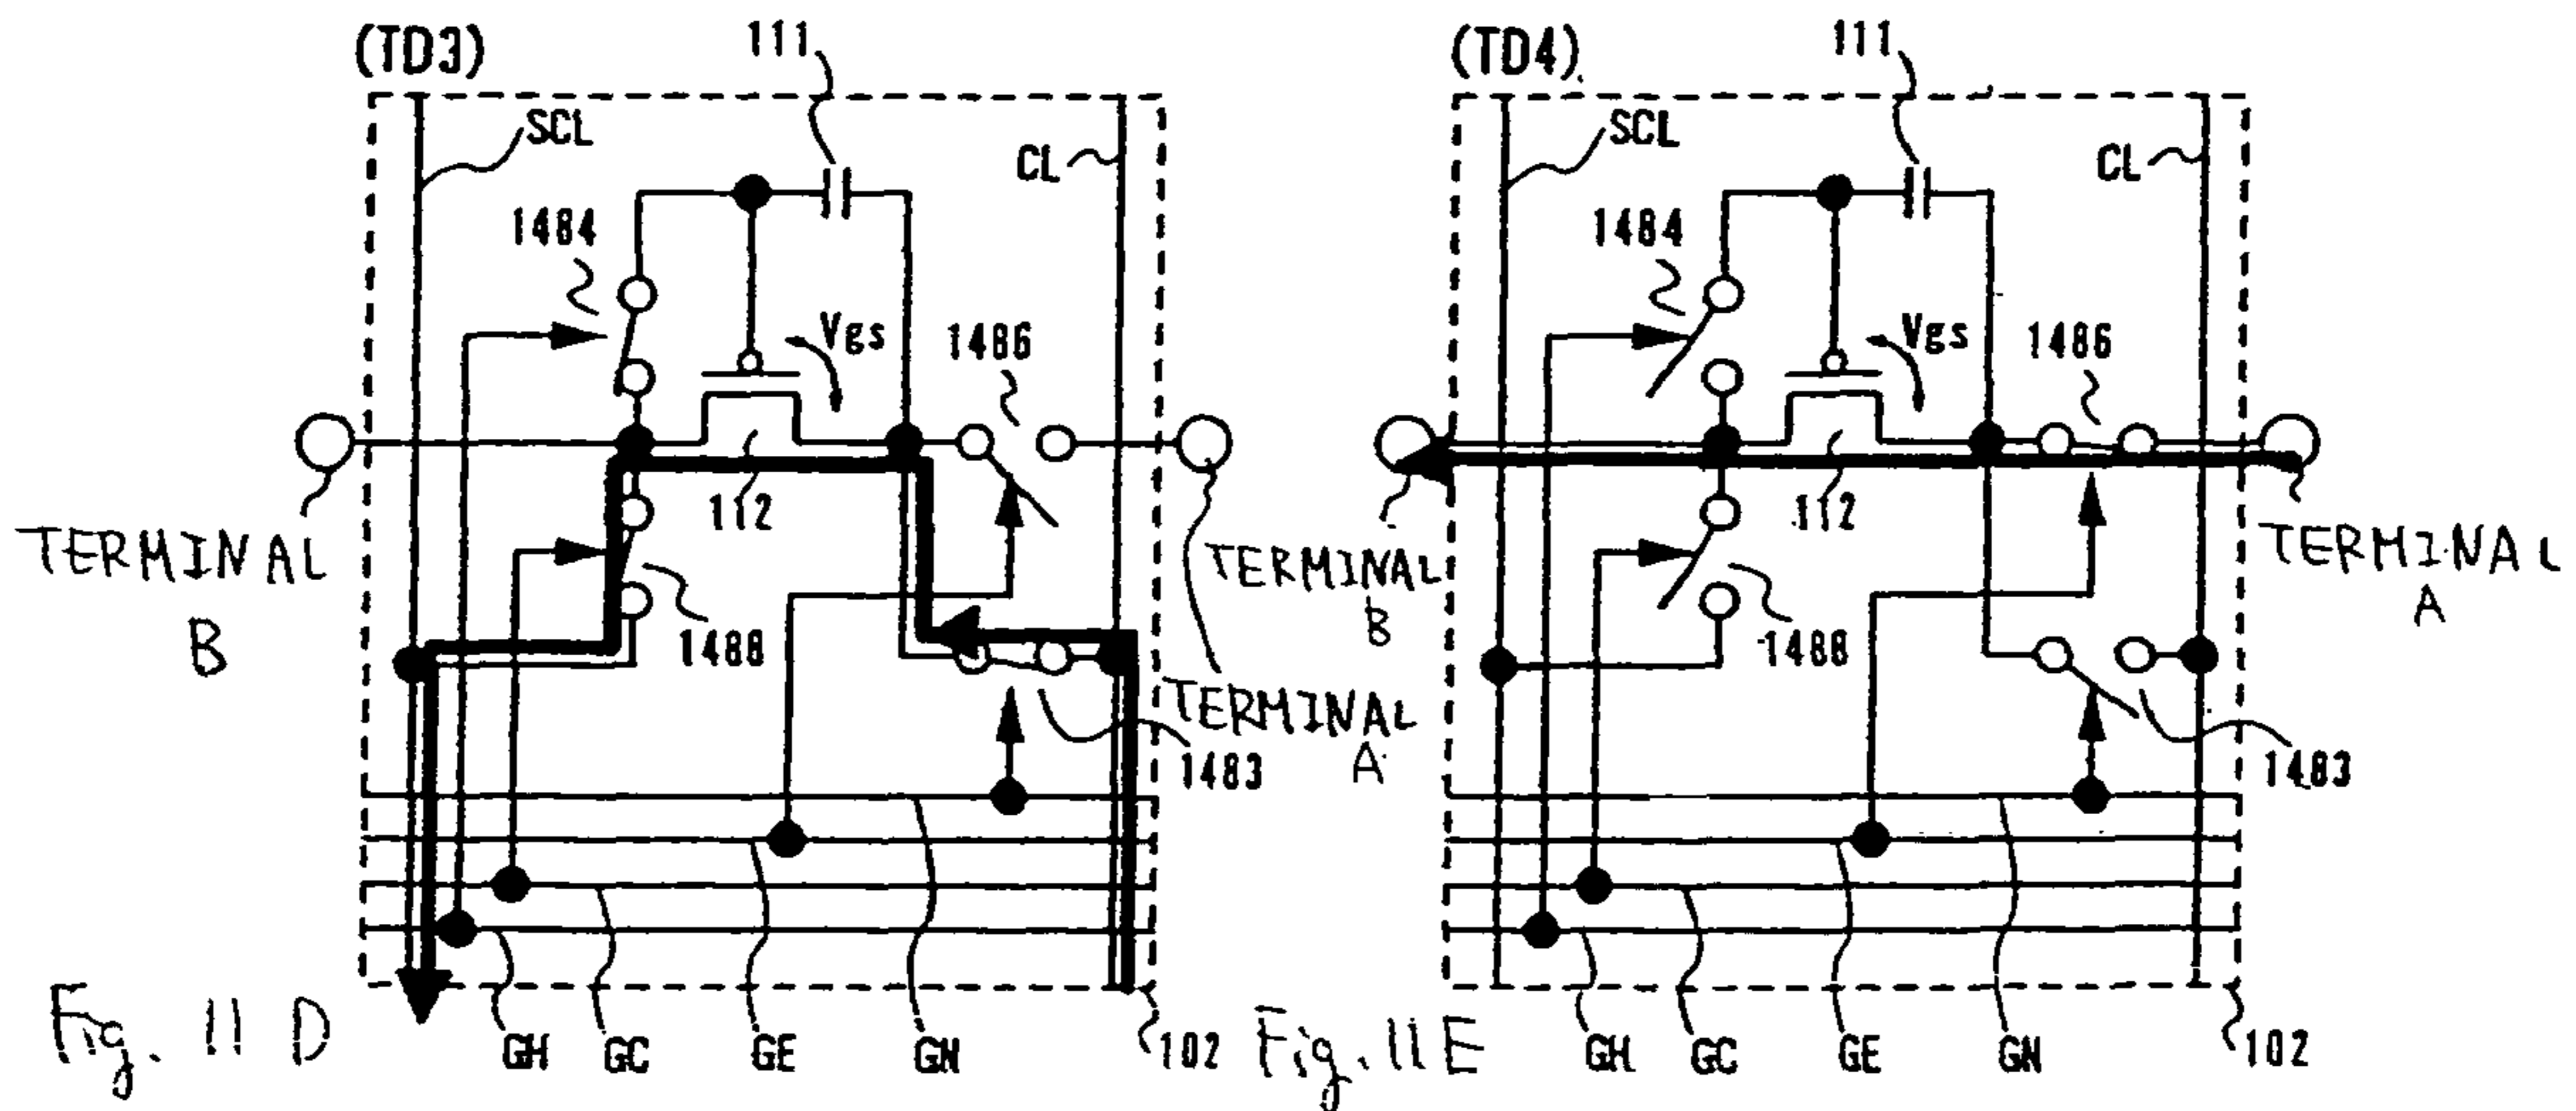 (TD3)
111
SCL
CL
1484
Vgs
1486
112
TERMINAL
B
1488
TERMINAL
A
1483
GH
GC
GE
GN
102
Fig. 11 D
(TD4)
111
SCL
CL
1484
Vgs
1486
112
TERMINAL
B
TERMINAL
A
1488
1483
GH
GC
GE
GN
102
Fig. 11 E